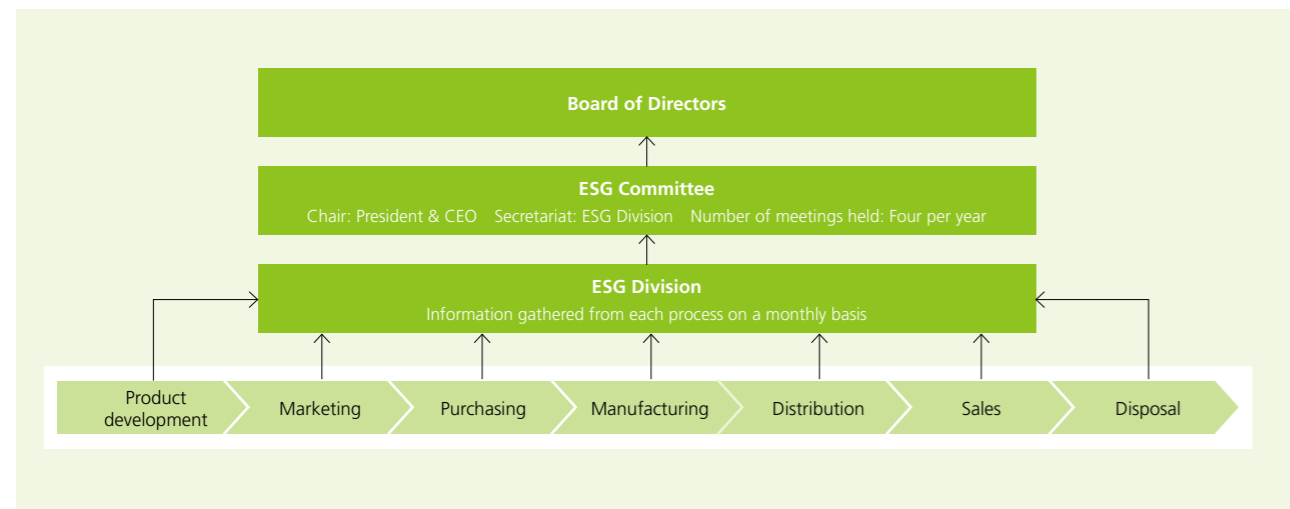 Board of Directors
ESG Committee
Chair: President & CEO Secretariat: ESG Division Number of meetings held: Four per year
ESG Division
Information gathered from each process on a monthly basis
Product
development
Marketing
Purchasing
Manufacturing
Distribution
Sales
Disposal